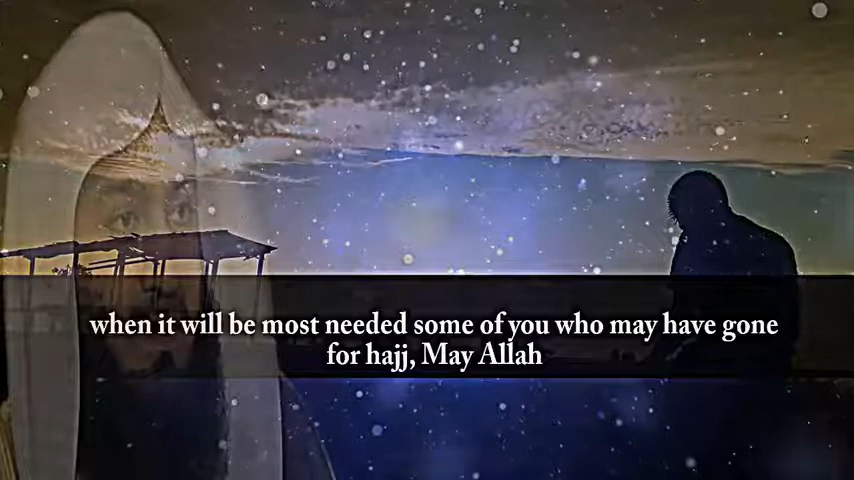 when it will be most needed some of you who may have gone
for hajj, May Allah